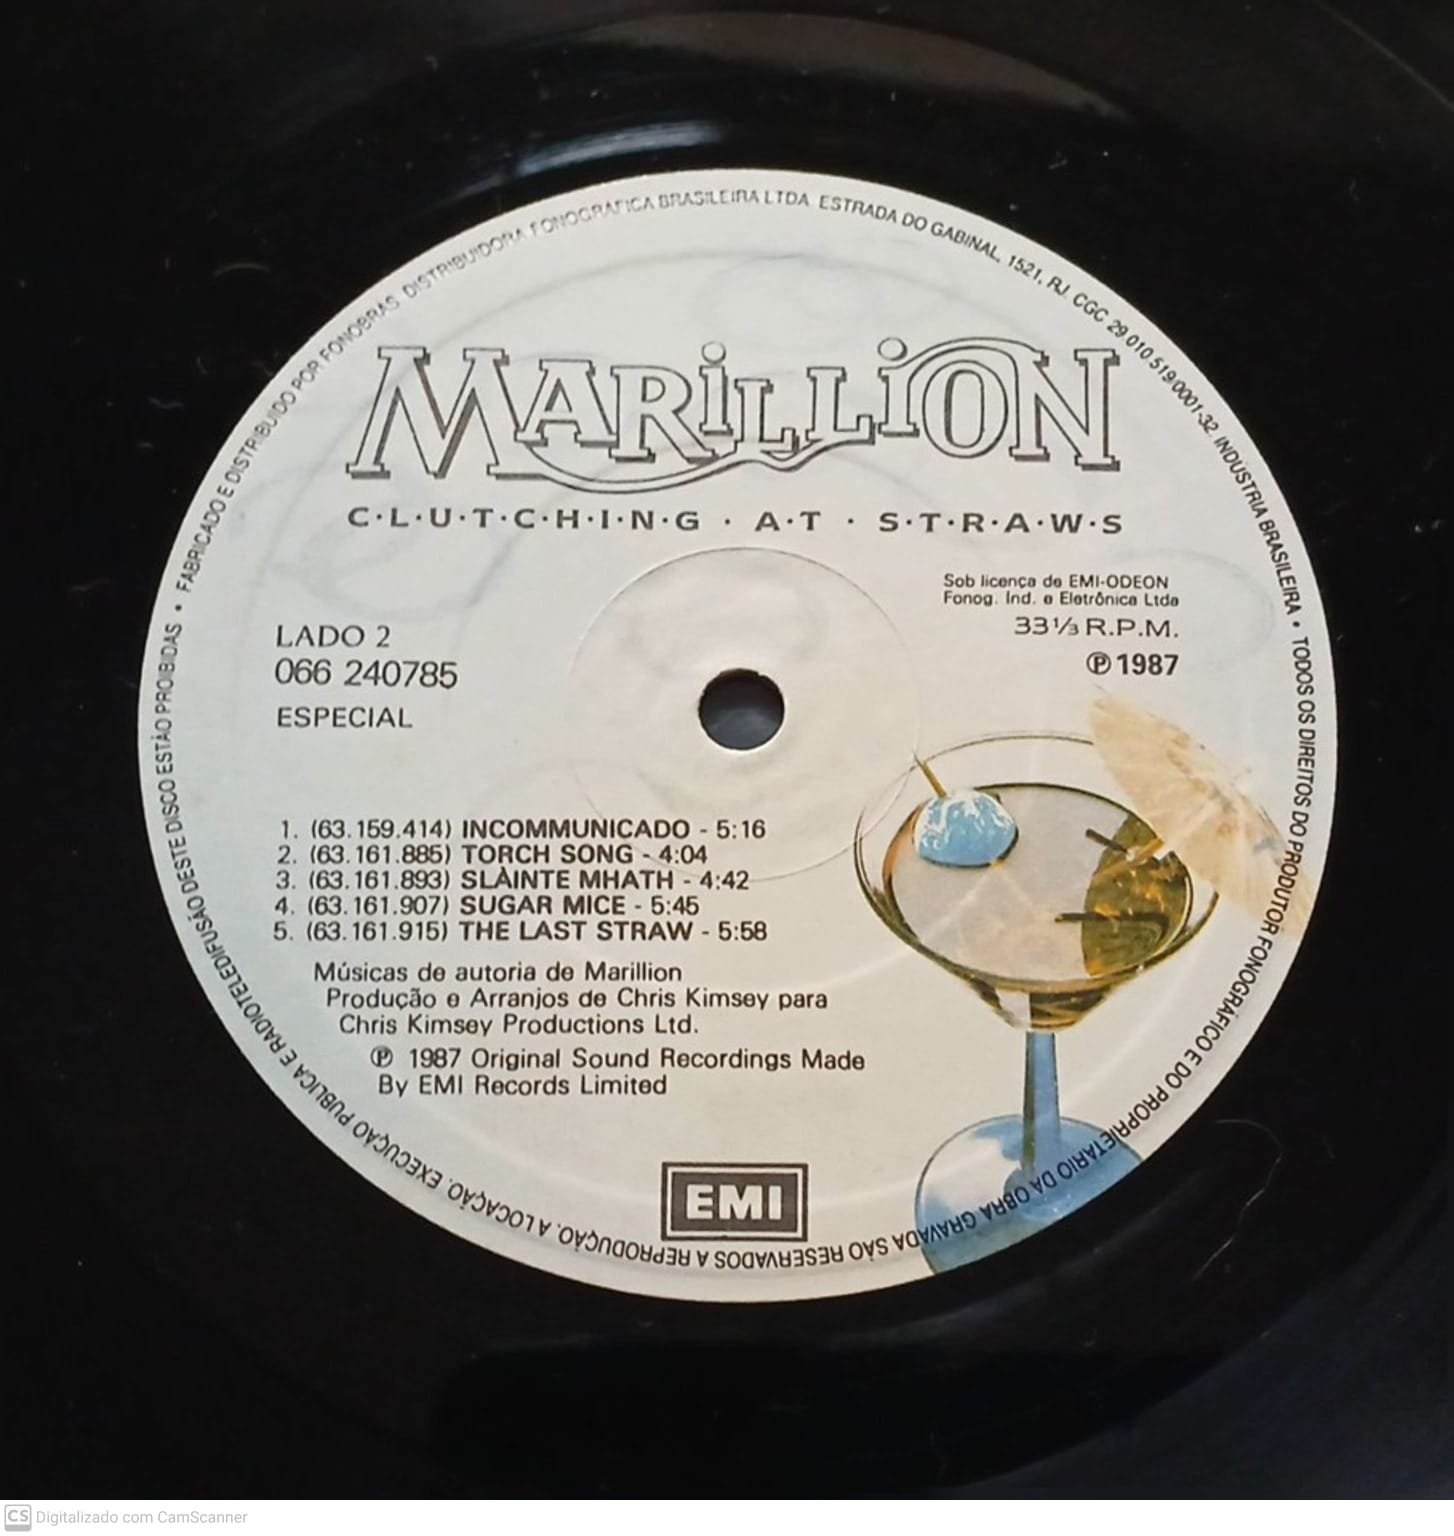 FABRICADO E DISTRIBUIDO POR FONOBRÁS DISTRIBUIDORA FONOGRÁFICA BRASILEIRA LTDA ESTRADA DO GABINAL, 1521, RJ. CGC 29 010 519/0001-32. INDÚSTRIA BRASILEIRA • TODOS OS DIREITOS DO PRODUTOR FONOGRÁFICO E DO PROPRIETÁRIO DA OBRA GRAVADA SÃO RESERVADOS A REPRODUÇÃO. A LOCAÇÃO. EXECUÇÃO PÚBLICA E RADIOTELEDIFUSÃO DESTE DISCO ESTÃO PROIBIDAS •
MARILLION
C·L·U·T·C·H·I·N·G · A·T · S·T·R·A·W·S
Sob licença de EMI-ODEON
Fonog. Ind. e Eletrônica Ltda
33⅓ R.P.M.
℗ 1987
LADO 2
066 240785
ESPECIAL
1. (63.159.414) INCOMMUNICADO - 5:16
2. (63.161.885) TORCH SONG - 4:04
3. (63.161.893) SLÀINTE MHATH - 4:42
4. (63.161.907) SUGAR MICE - 5:45
5. (63.161.915) THE LAST STRAW - 5:58
Músicas de autoria de Marillion
Produção e Arranjos de Chris Kimsey para
Chris Kimsey Productions Ltd.
℗ 1987 Original Sound Recordings Made
By EMI Records Limited
EMI
CS Digitalizado com CamScanner